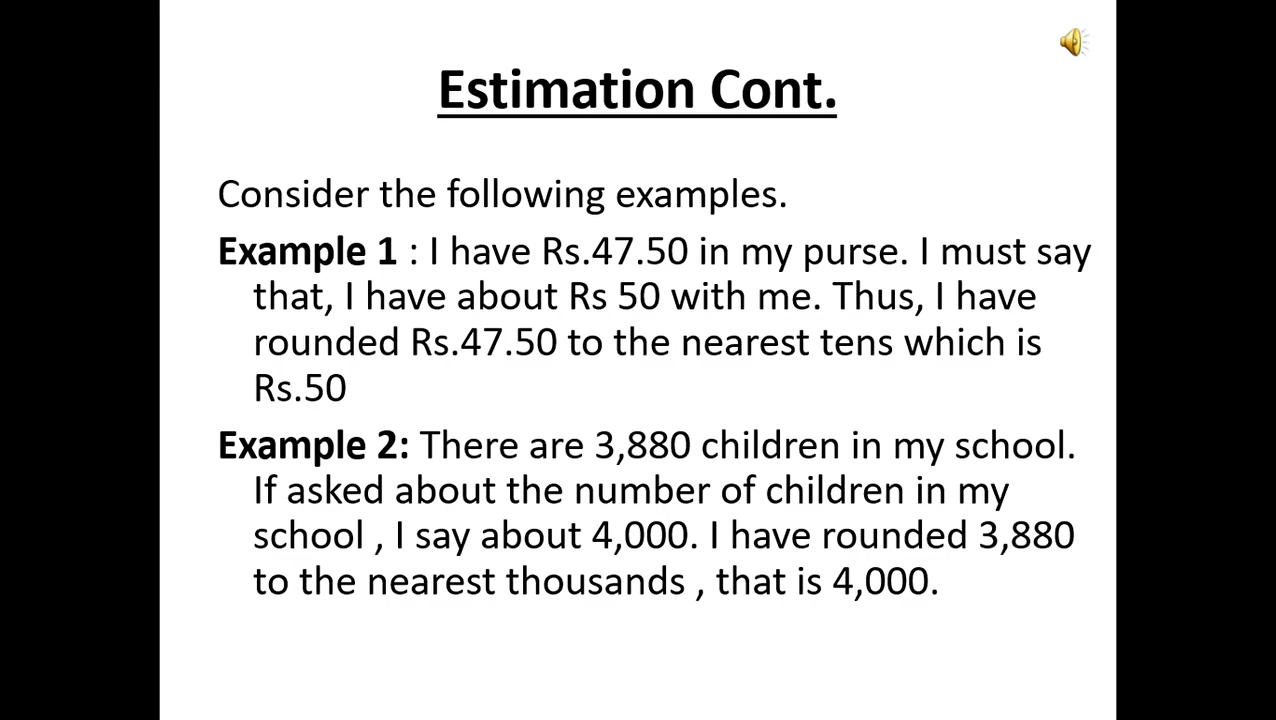 Estimation Cont.
Consider the following examples.
Example 1 : I have Rs.47.50 in my purse. I must say
that, I have about Rs 50 with me. Thus, I have
rounded Rs.47.50 to the nearest tens which is
Rs.50
Example 2: There are 3,880 children in my school.
If asked about the number of children in my
school , I say about 4,000. I have rounded 3,880
to the nearest thousands , that is 4,000.